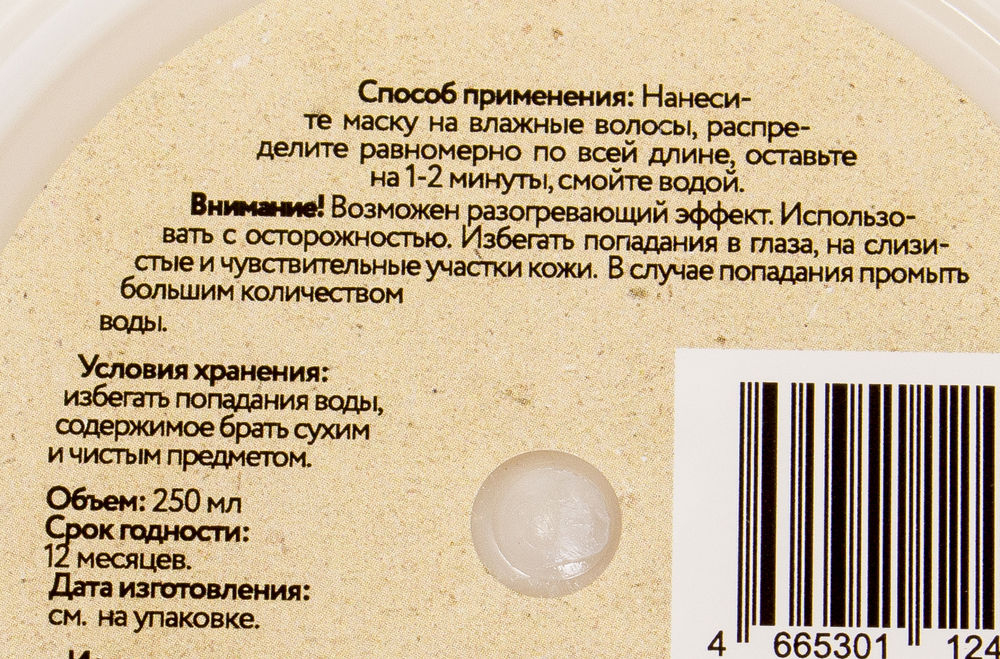 Способ применения: Нанеси-
те маску на влажные волосы, распре-
делите равномерно по всей длине, оставьте
на 1-2 минуты, смойте водой.
Внимание! Возможен разогревающий эффект. Использо-
вать с осторожностью. Избегать попадания в глаза, на слизи-
стые и чувствительные участки кожи. В случае попадания промыть
большим количеством
воды.
Условия хранения:
избегать попадания воды,
содержимое брать сухим
и чистым предметом.
Объем: 250 мл
Срок годности:
12 месяцев.
Дата изготовления:
см. на упаковке.
4 665301 124